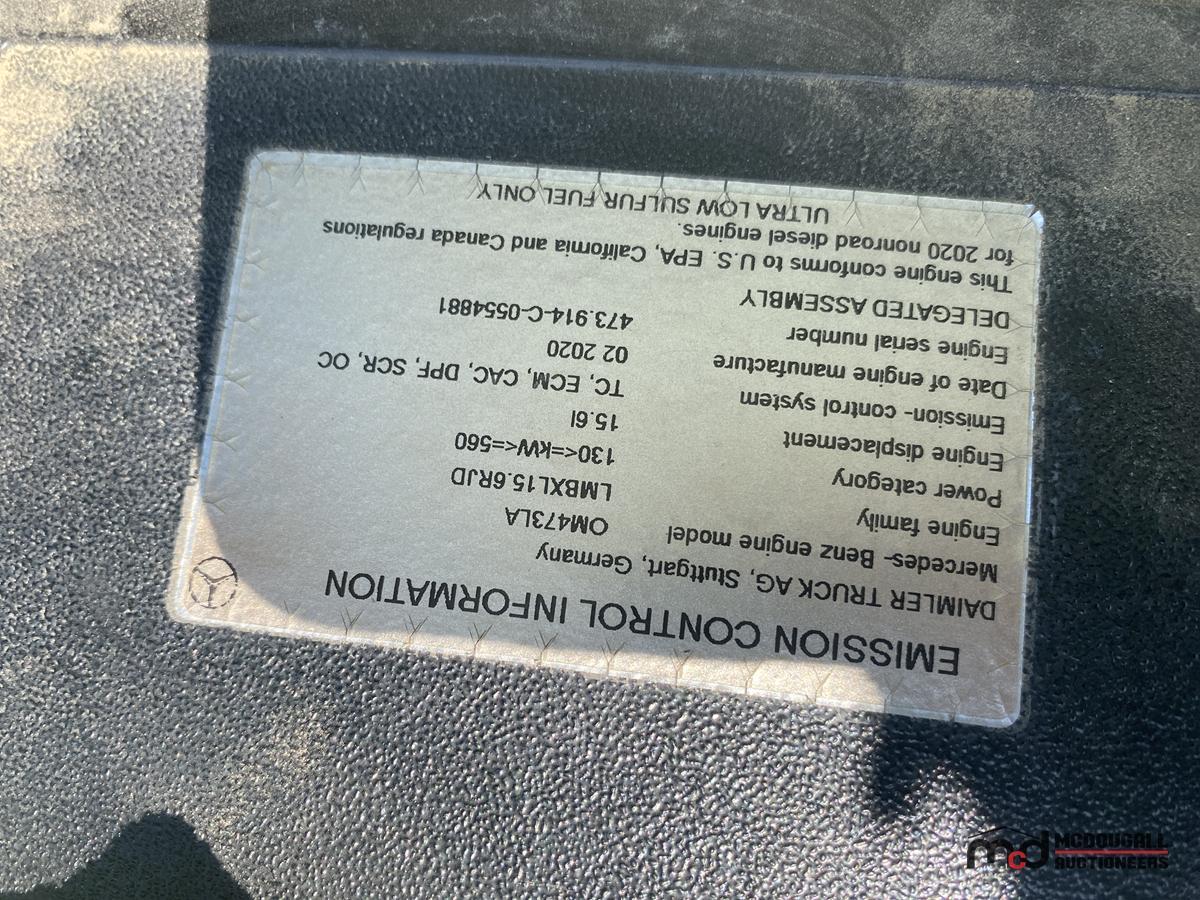 EMISSION CONTROL INFORMATION
DAIMLER TRUCK AG, Stuttgart, Germany
Mercedes- Benz engine model OM473LA
Engine family LMBXL15.6RJD
Power category 130<=kW<=560
Engine displacement 15.6l
Emission- control system TC, ECM, CAC, DPF, SCR, OC
Date of engine manufacture 02 2020
Engine serial number 473.914-C-0554881
DELEGATED ASSEMBLY
This engine conforms to U.S. EPA, California and Canada regulations
for 2020 nonroad diesel engines.
ULTRA LOW SULFUR FUEL ONLY
mcd MCDOUGALL
AUCTIONEERS